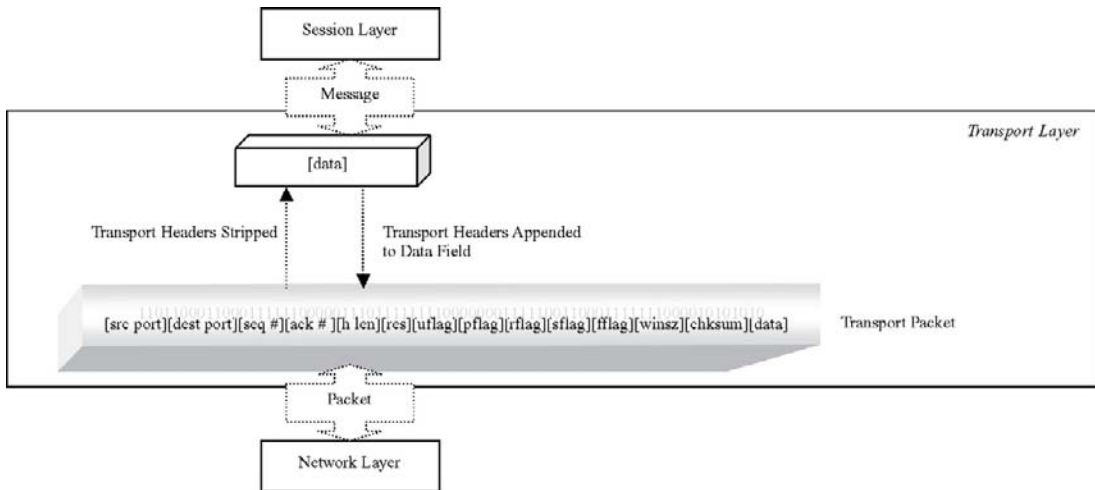 Session Layer
Message
Transport Layer
[data]
Transport Headers Stripped
Transport Headers Appended
to Data Field
[src port][dest port][seq #][ack # ][h len][res][uflag][pflag][rflag][sflag][fflag][winsz][chksum][data]
Transport Packet
Packet
Network Layer